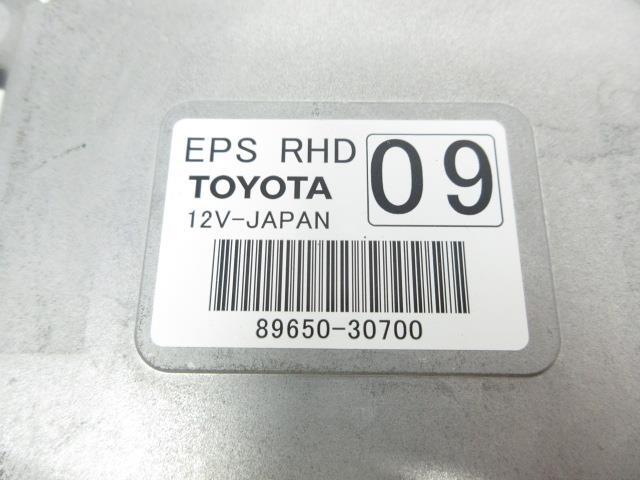 EPS RHD 09
TOYOTA
12V-JAPAN
89650-30700